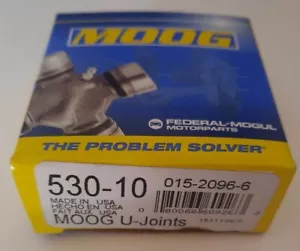 MOOG
FEDERAL-MOGUL
MOTORPARTS
THE PROBLEM SOLVER
530-10
015-2096-6
MADE IN USA
HECHO EN USA
FAIT AUX USA
MOOG U-Joints